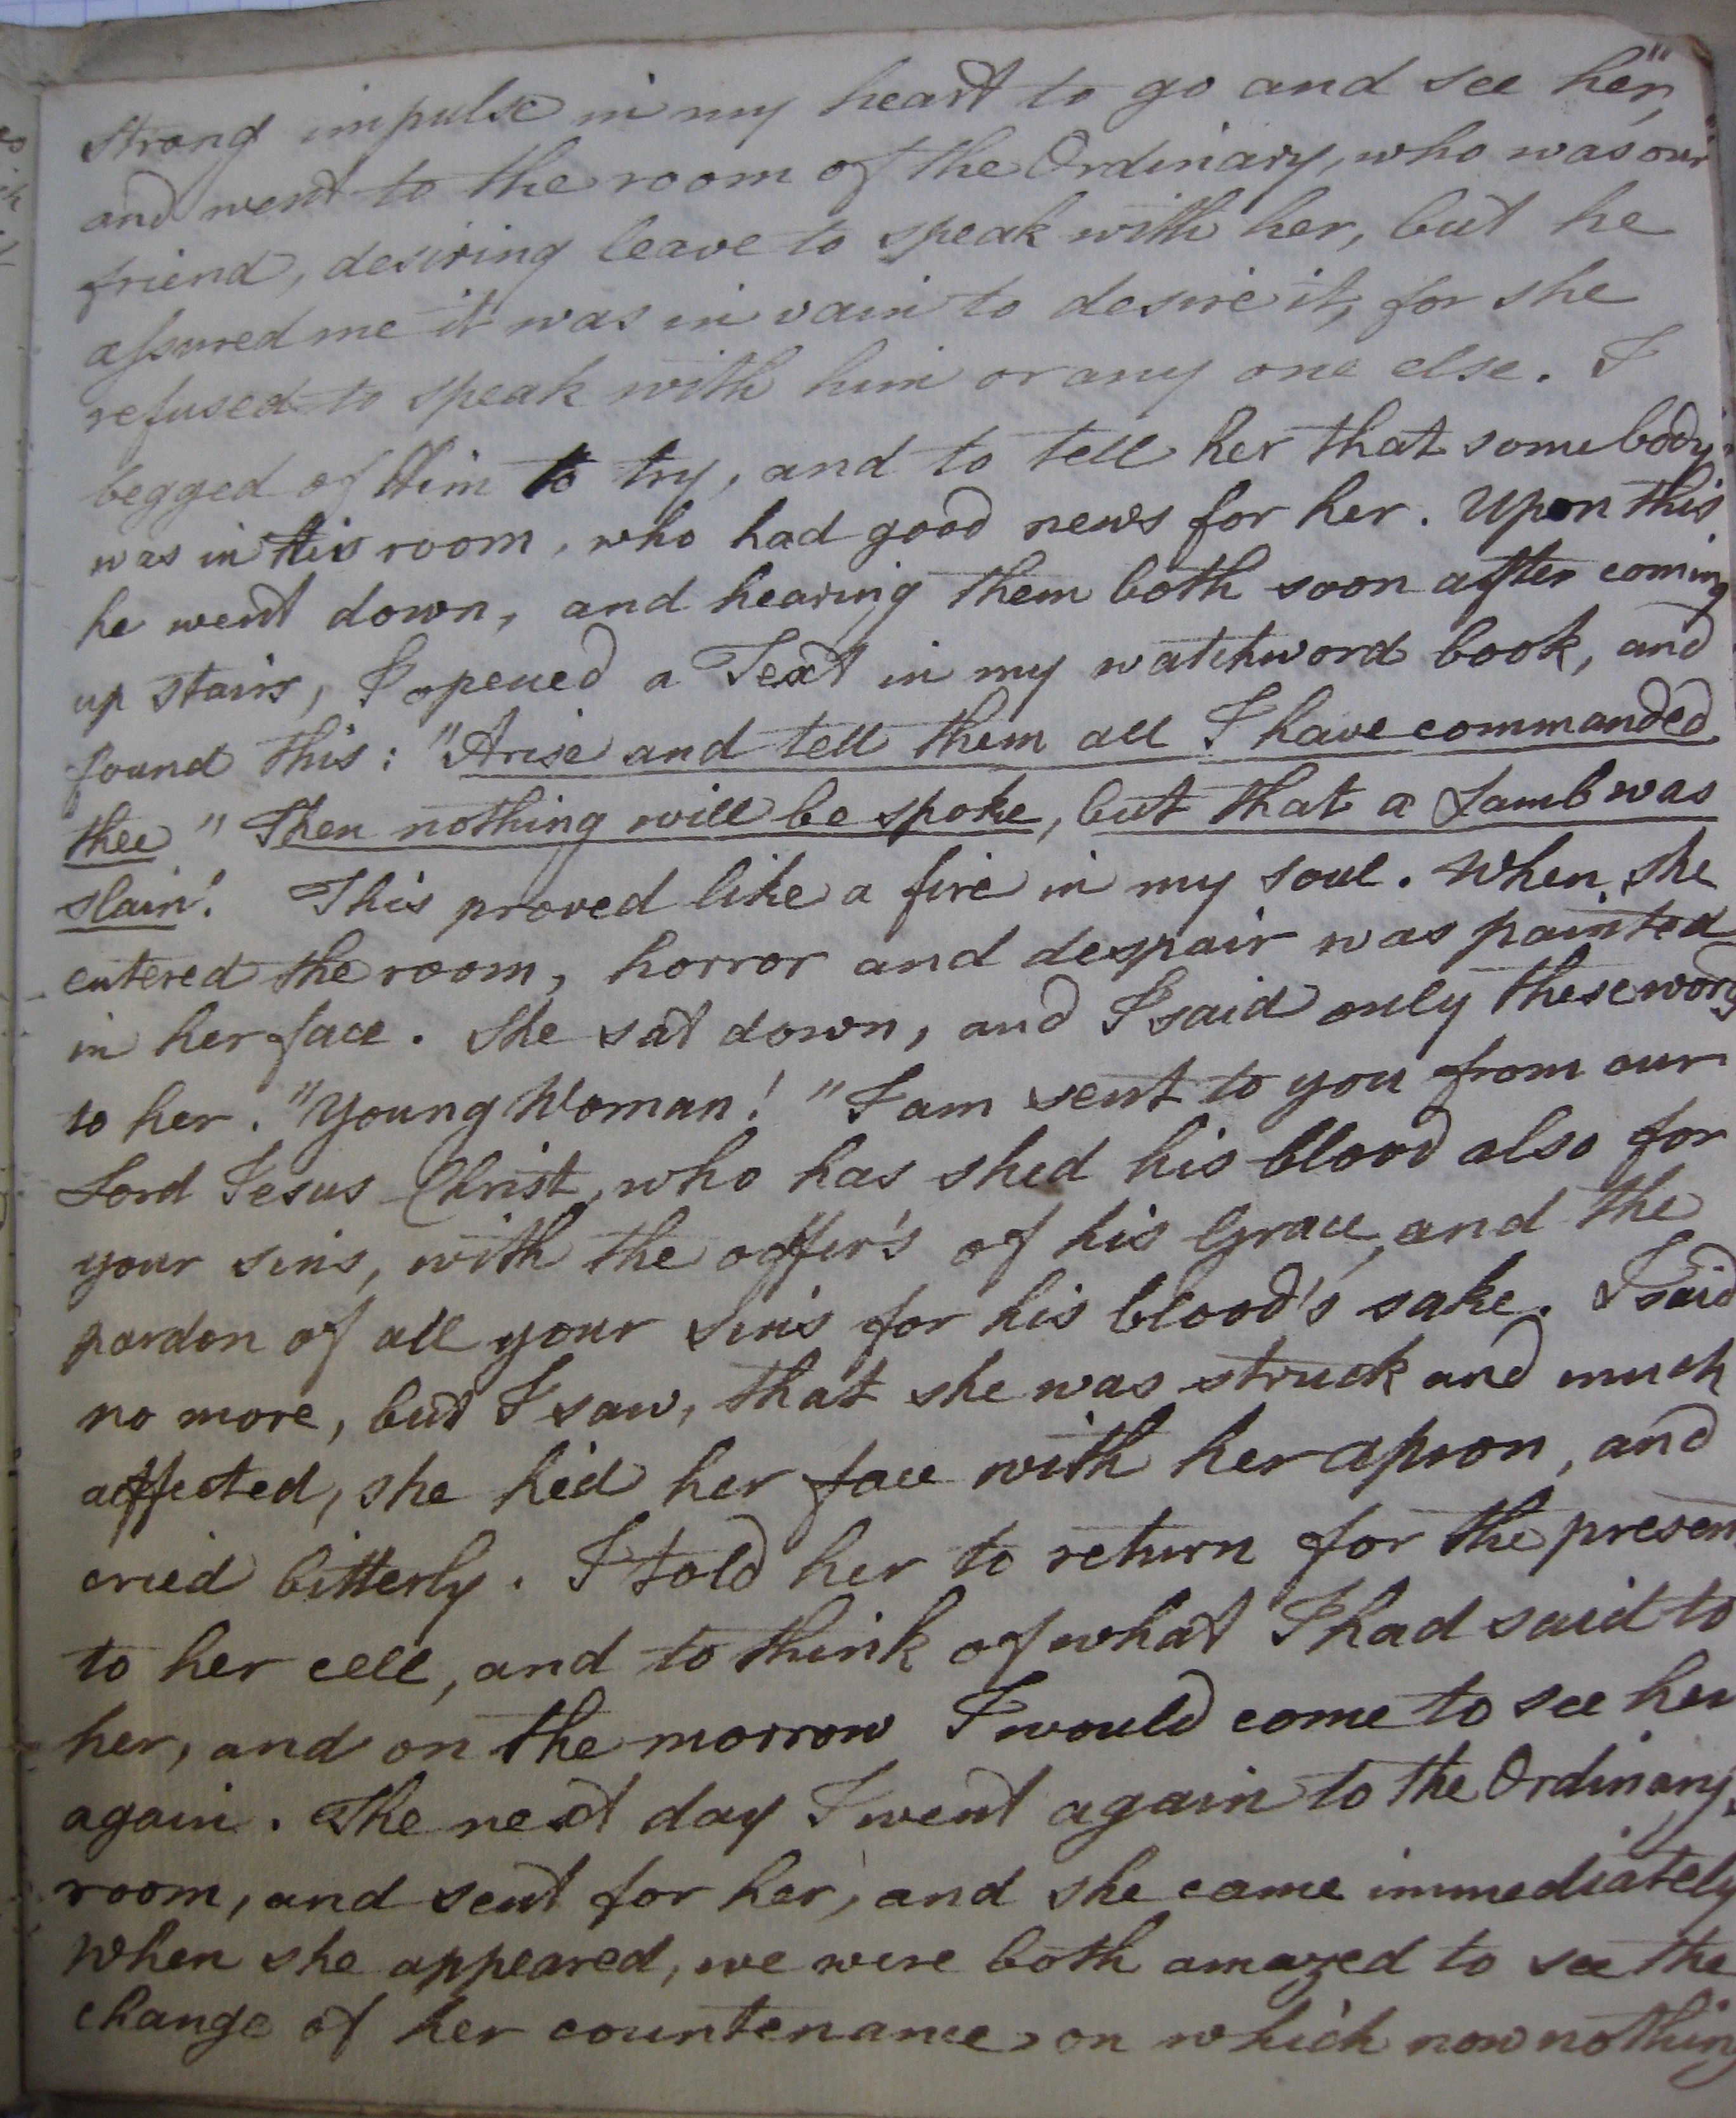 strong impulse in my heart to go and see her,
and went to the room of the Ordinary, who was our
friend, desiring leave to speak with her, but he
assured me it was in vain to desire it, for she
refused to speak with him or any one else. I
begged of Him to try, and to tell her that somebody
was in his room, who had good news for her. Upon this
he went down, and hearing them both soon after coming
up stairs, I opened a Text in my watchword book, and
found this: "Arise and tell them all I have commanded
thee" Then nothing will be spoke, but that a Lamb was
slain! This proved like a fire in my soul. When she
entered the room, horror and despair was painted
in her face. She sat down, and I said only these words
to her. "Young Woman! "I am sent to you from our
Lord Jesus Christ, who has shed his blood also for
your sins, with the offer's of his Grace, and the
pardon of all your sins for his blood's sake. I said
no more, but I saw, that she was struck and much
affected, she hid her face with her apron, and
cried bitterly. I told her to return for the presen
to her cell, and to think of what I had said to
her, and on the morrow I would come to see her
again. The next day I went again to the Ordinary
room, and sent for her, and she came immediately
When she appeared, we were both amazed to see the
change of her countenance, on which now nothing